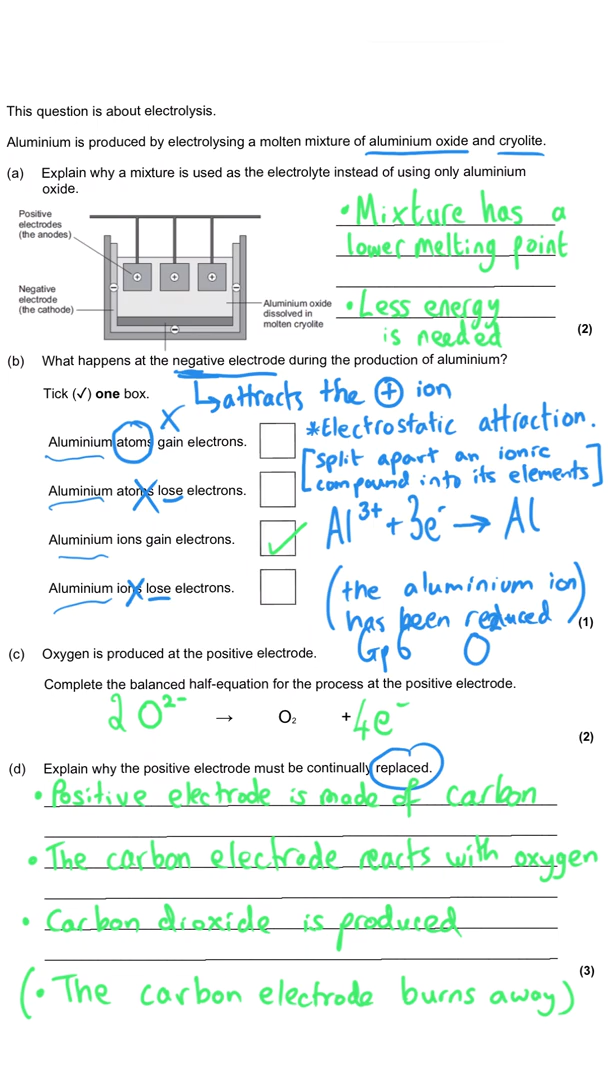 This question is about electrolysis.
Aluminium is produced by electrolysing a molten mixture of aluminium oxide and cryolite.
(a) Explain why a mixture is used as the electrolyte instead of using only aluminium
oxide.
Positive
electrodes
(the anodes)
Negative
electrode
(the cathode)
Aluminium oxide
dissolved in
molten cryolite
• Mixture has a
lower melting point
• Less energy
is needed
(2)
(b) What happens at the negative electrode during the production of aluminium?
Tick (✓) one box.
↳attracts the ⊕ ion
*Electrostatic attraction.
[split apart an ionic
compound into its elements]
Aluminium atoms gain electrons.
Aluminium atoms lose electrons.
Aluminium ions gain electrons. ✓
Aluminium ions lose electrons.
Al³⁺ + 3e⁻ → Al
(the aluminium ion
has been reduced)
(1)
Gp 6 O
(c) Oxygen is produced at the positive electrode.
Complete the balanced half-equation for the process at the positive electrode.
2O²⁻ → O₂ + 4e⁻
(2)
(d) Explain why the positive electrode must be continually replaced.
• Positive electrode is made of carbon
• The carbon electrode reacts with oxygen
• Carbon dioxide is produced
(3)
(• The carbon electrode burns away)